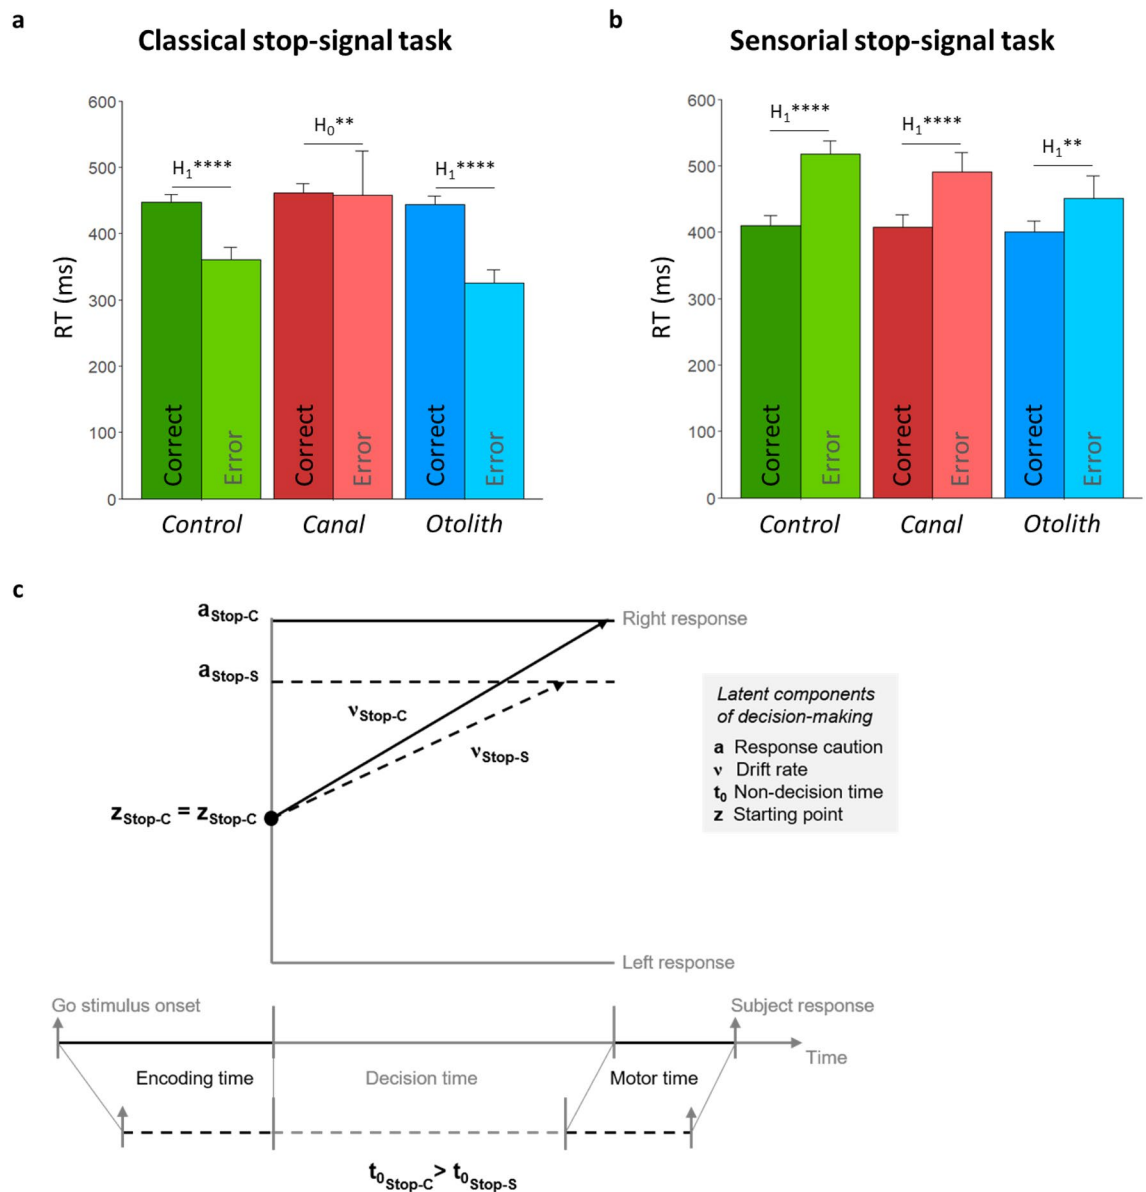 a
Classical stop-signal task
RT (ms)
600
500
400
300
200
100
0
H1****
H0**
H1****
Correct
Error
Correct
Error
Correct
Error
Control
Canal
Otolith
b
Sensorial stop-signal task
RT (ms)
600
500
400
300
200
100
0
H1****
H1****
H1**
Correct
Error
Correct
Error
Correct
Error
Control
Canal
Otolith
c
aStop-C
Right response
aStop-S
νStop-C
νStop-S
zStop-C = zStop-C
Left response
Latent components
of decision-making
a Response caution
ν Drift rate
t0 Non-decision time
z Starting point
Go stimulus onset
Subject response
Time
Encoding time
Decision time
Motor time
t0Stop-C> t0Stop-S